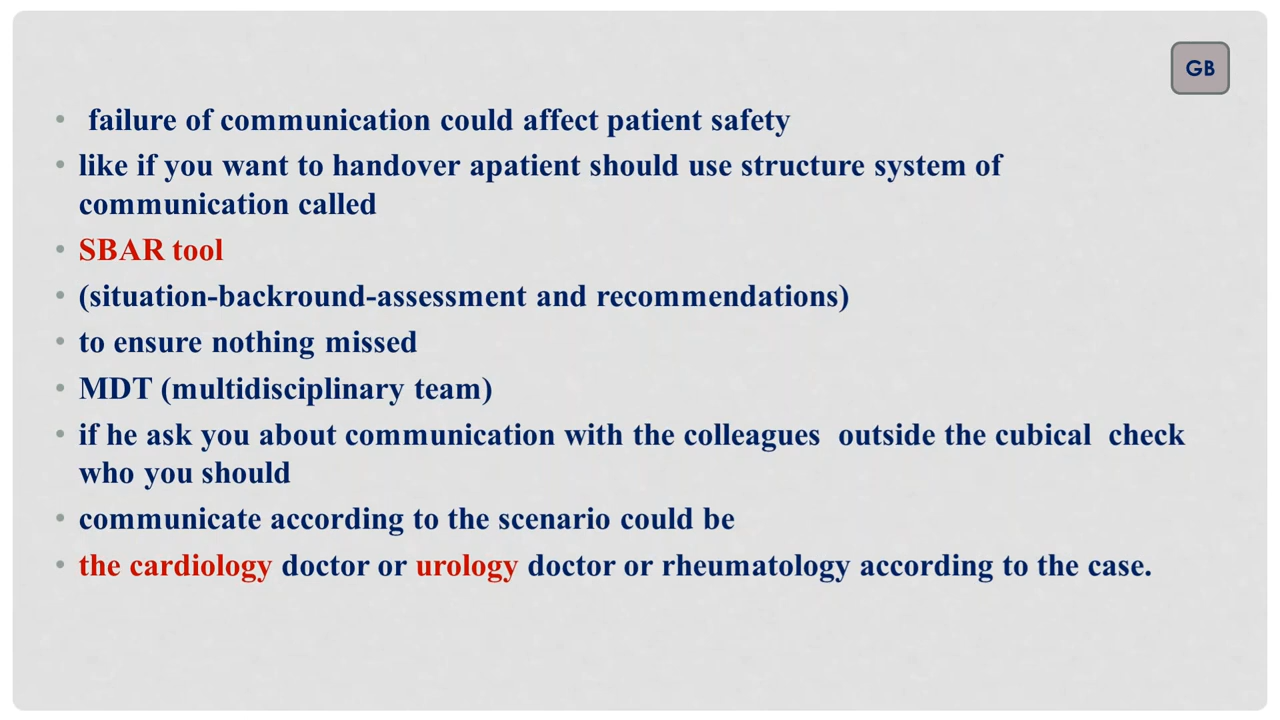 GB
• failure of communication could affect patient safety
• like if you want to handover apatient should use structure system of
communication called
• SBAR tool
• (situation-backround-assessment and recommendations)
• to ensure nothing missed
• MDT (multidisciplinary team)
• if he ask you about communication with the colleagues  outside the cubical  check
who you should
• communicate according to the scenario could be
• the cardiology doctor or urology doctor or rheumatology according to the case.